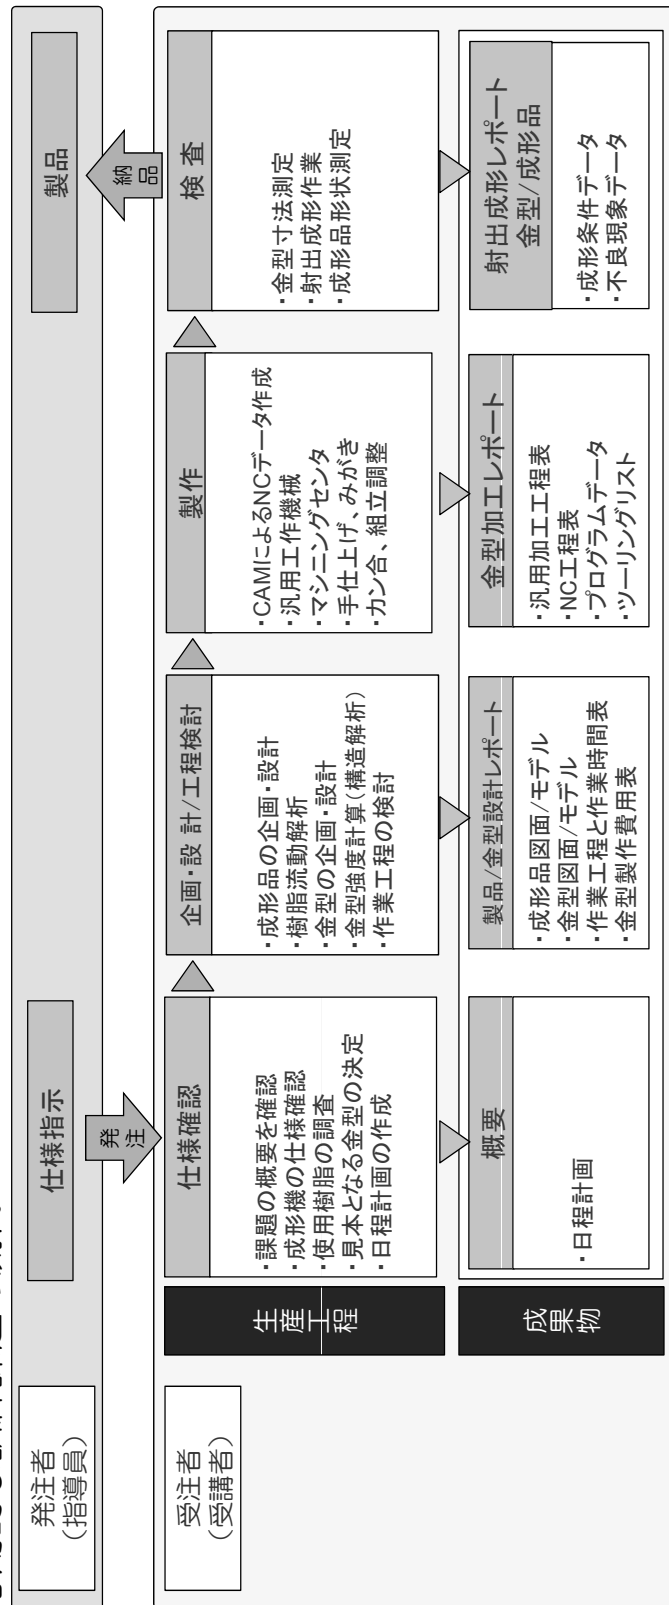 発注者
(指導員)
仕様指示
製品
発注
納品
受注者
(受講者)
生産工程
仕様確認
・課題の概要を確認
・成形機の仕様確認
・使用樹脂の調査
・見本となる金型の決定
・日程計画の作成
企画・設計/工程検討
・成形品の企画・設計
・樹脂流動解析
・金型の企画・設計
・金型強度計算(構造解析)
・作業工程の検討
製作
・CAMによるNCデータ作成
・汎用工作機械
・マシニングセンタ
・手仕上げ、みがき
・カン合、組立調整
検査
・金型寸法測定
・射出成形作業
・成形品形状測定
成果物
概要
・日程計画
製品/金型設計レポート
・成形品図面/モデル
・金型図面/モデル
・作業工程と作業時間表
・金型製作費用表
金型加工レポート
・汎用加工工程表
・NC工程表
・プログラムデータ
・ツーリングリスト
射出成形レポート
金型/成形品
・成形条件データ
・不良現象データ